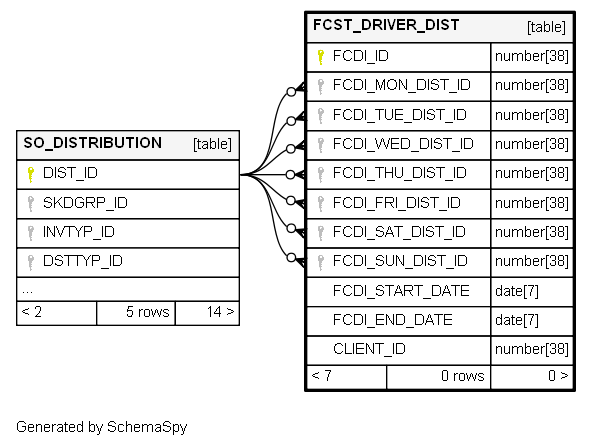 SO_DISTRIBUTION [table]
DIST_ID
SKDGRP_ID
INVTYP_ID
DSTTYP_ID
...
< 2 5 rows 14 >
FCST_DRIVER_DIST [table]
FCDI_ID number[38]
FCDI_MON_DIST_ID number[38]
FCDI_TUE_DIST_ID number[38]
FCDI_WED_DIST_ID number[38]
FCDI_THU_DIST_ID number[38]
FCDI_FRI_DIST_ID number[38]
FCDI_SAT_DIST_ID number[38]
FCDI_SUN_DIST_ID number[38]
FCDI_START_DATE date[7]
FCDI_END_DATE date[7]
CLIENT_ID number[38]
< 7 0 rows 0 >
Generated by SchemaSpy